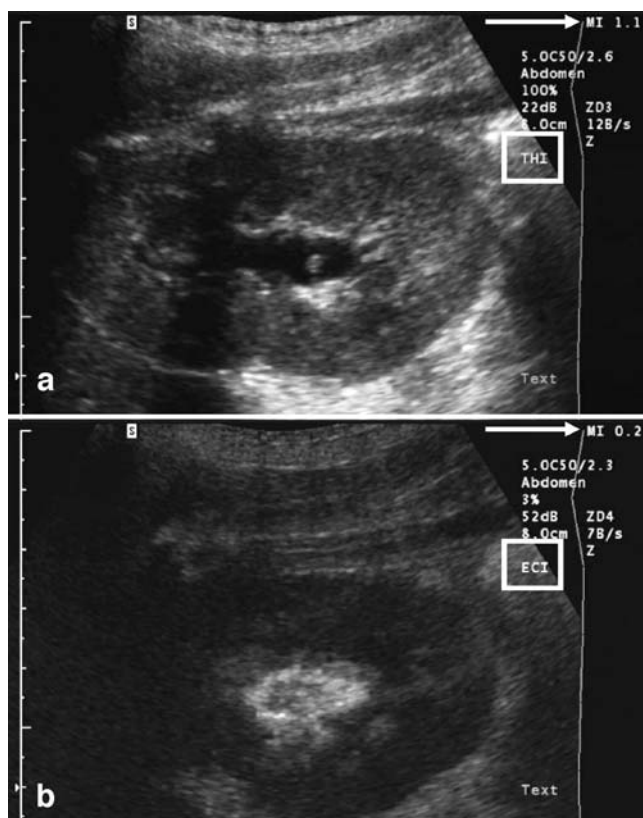 S
MI 1.1
5.0C50/2.6
Abdomen
100%
22dB ZD3
8.0cm 12B/s
Z
THI
Text
a
S
MI 0.2
5.0C50/2.3
Abdomen
3%
52dB ZD4
8.0cm 7B/s
Z
ECI
Text
b